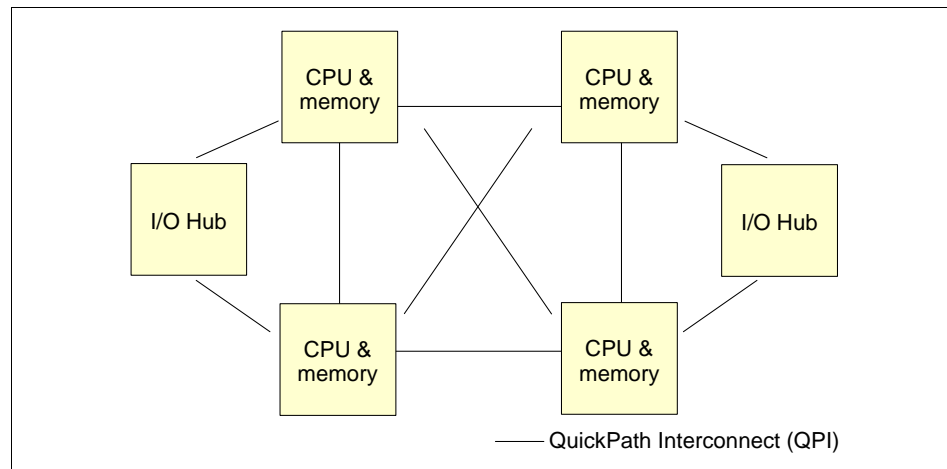 CPU &
memory
CPU &
memory
I/O Hub
I/O Hub
CPU &
memory
CPU &
memory
QuickPath Interconnect (QPI)